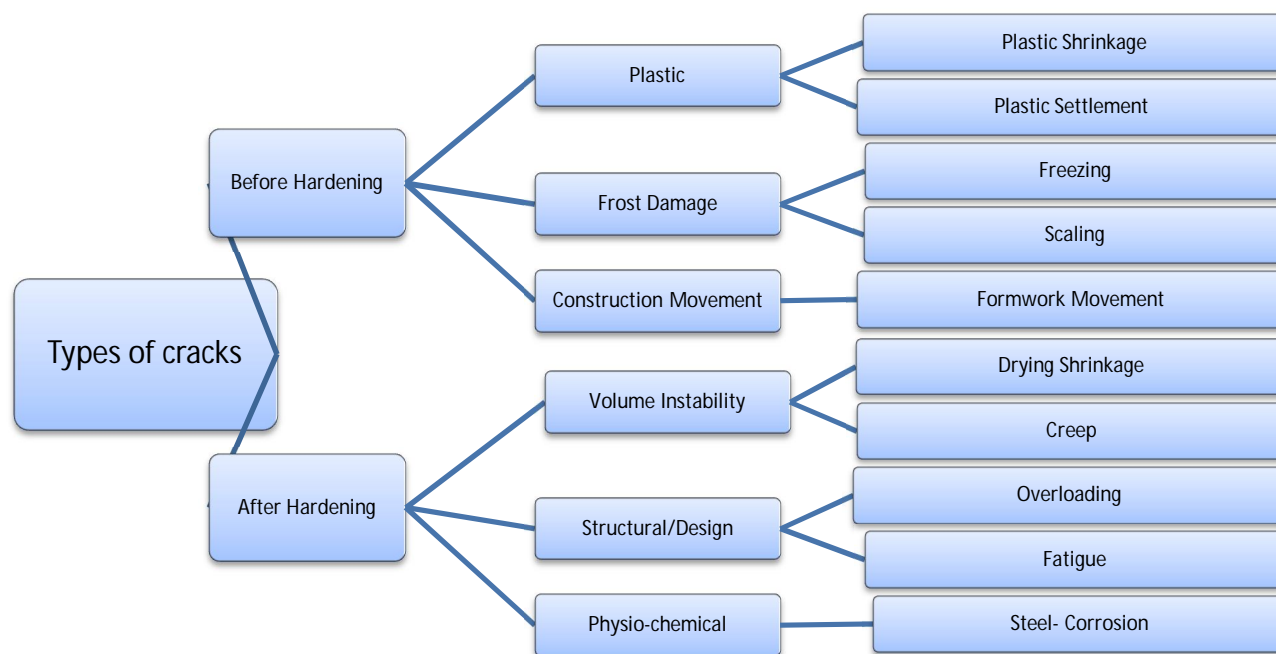 Types of cracks
Before Hardening
Plastic
Plastic Shrinkage
Plastic Settlement
Frost Damage
Freezing
Scaling
Construction Movement
Formwork Movement
After Hardening
Volume Instability
Drying Shrinkage
Creep
Structural/Design
Overloading
Fatigue
Physio-chemical
Steel- Corrosion